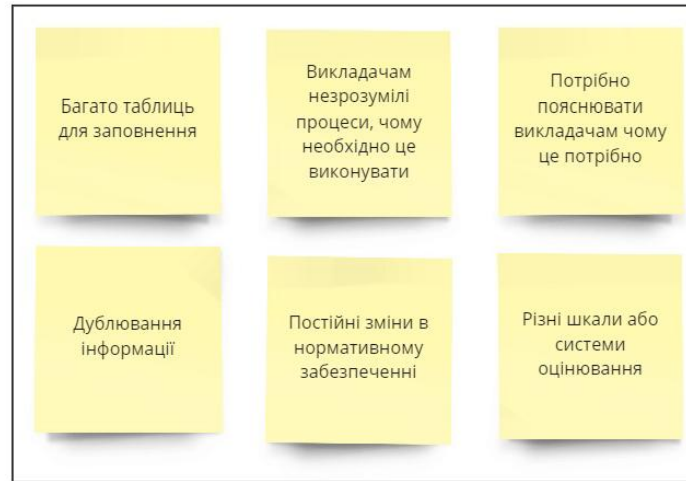 Багато таблиць
для заповнення
Викладачам
незрозумілі
процеси, чому
необхідно це
виконувати
Потрібно
пояснювати
викладачам чому
це потрібно
Дублювання
інформації
Постійні зміни в
нормативному
забезпеченні
Різні шкали або
системи
оцінювання